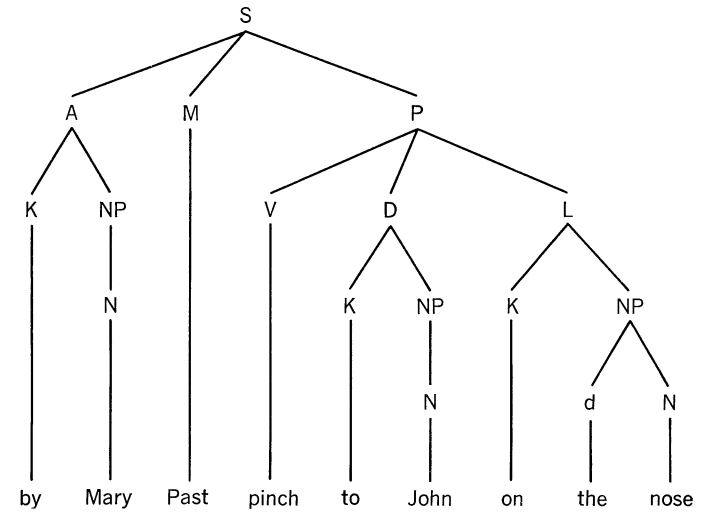 S
A M P
K NP V D L
N K NP K NP
N d N
by Mary Past pinch to John on the nose